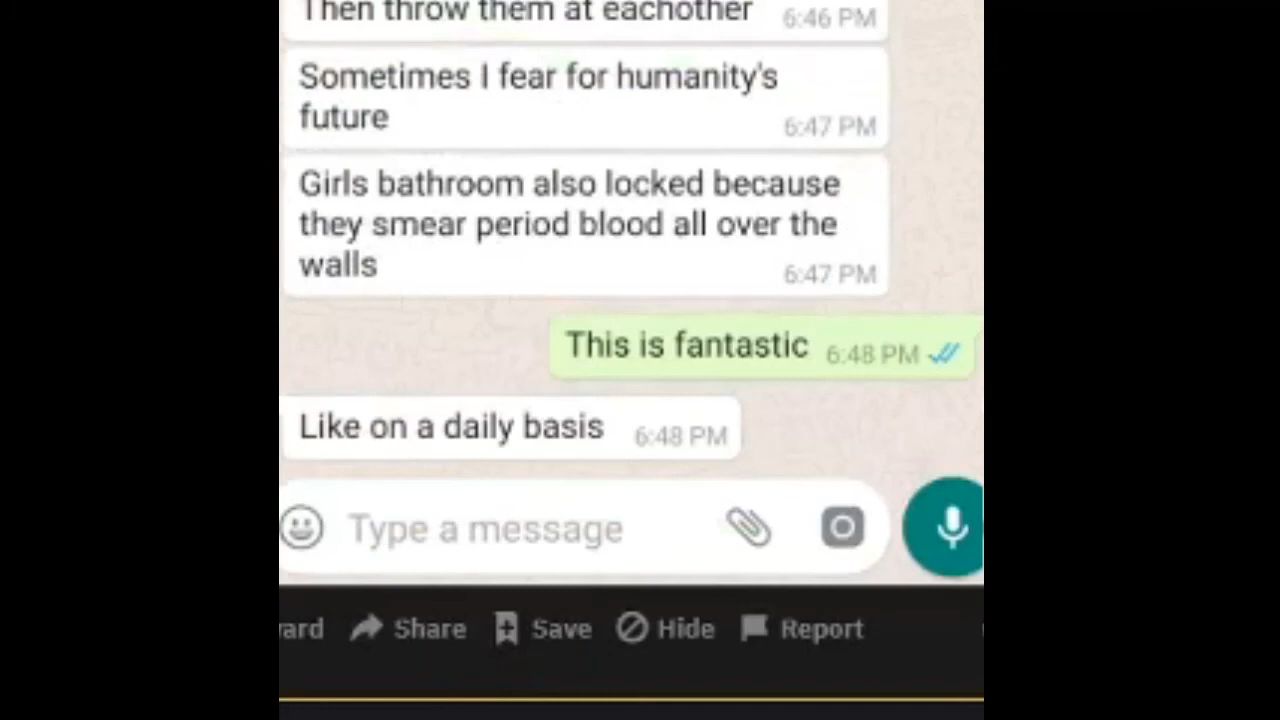 Then throw them at eachother 6:46 PM
Sometimes I fear for humanity's
future 6:47 PM
Girls bathroom also locked because
they smear period blood all over the
walls 6:47 PM
This is fantastic 6:48 PM
Like on a daily basis 6:48 PM
Type a message
ard Share Save Hide Report